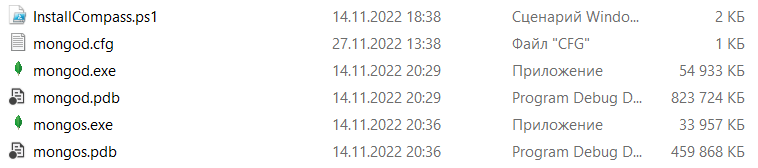 InstallCompass.ps1 14.11.2022 18:38 Сценарий Windo... 2 КБ
mongod.cfg 27.11.2022 13:38 Файл "CFG" 1 КБ
mongod.exe 14.11.2022 20:29 Приложение 54 933 КБ
mongod.pdb 14.11.2022 20:29 Program Debug D... 823 724 КБ
mongos.exe 14.11.2022 20:36 Приложение 33 957 КБ
mongos.pdb 14.11.2022 20:36 Program Debug D... 459 868 КБ